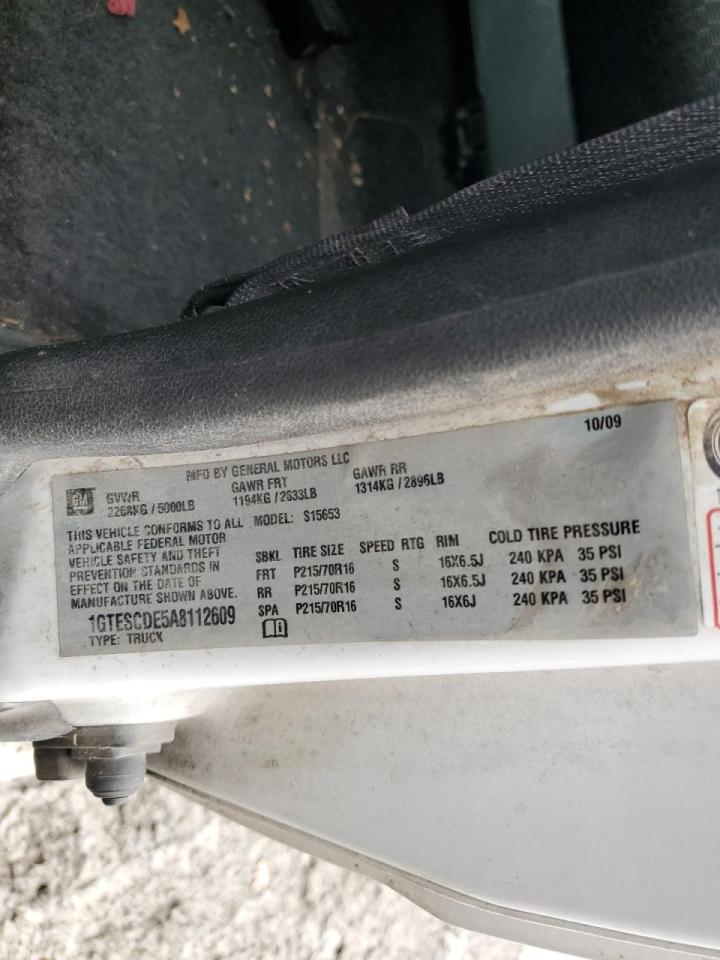 10/09
MFD BY GENERAL MOTORS LLC
GM GVWR GAWR FRT GAWR RR
2268KG / 5000LB 1194KG / 2633LB 1314KG / 2896LB
THIS VEHICLE CONFORMS TO ALL MODEL: S15653
APPLICABLE FEDERAL MOTOR
VEHICLE SAFETY AND THEFT
PREVENTION STANDARDS IN
EFFECT ON THE DATE OF
MANUFACTURE SHOWN ABOVE.
SBKL TIRE SIZE SPEED RTG RIM COLD TIRE PRESSURE
FRT P215/70R16 S 16X6.5J 240 KPA 35 PSI
RR P215/70R16 S 16X6.5J 240 KPA 35 PSI
SPA P215/70R16 S 16X6J 240 KPA 35 PSI
1GTESCDE5A8112609
TYPE: TRUCK